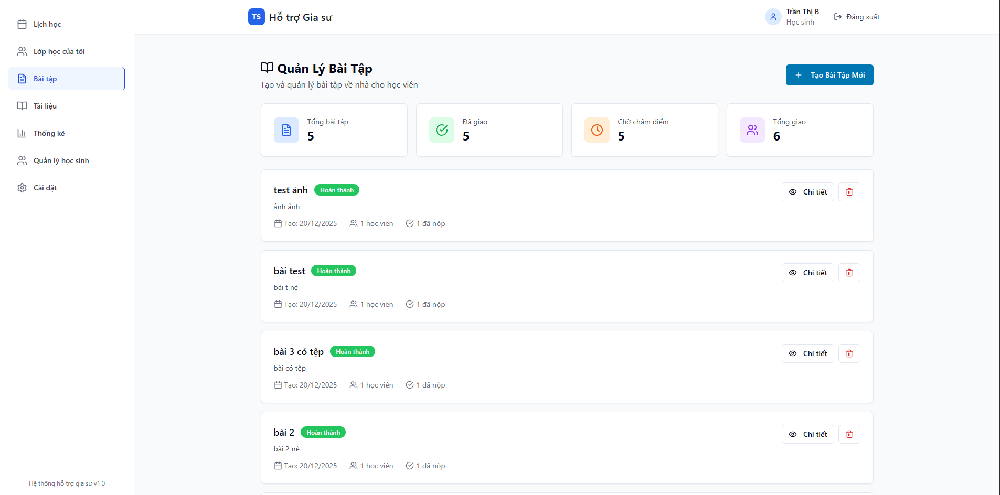 Lịch học
Lớp học của tôi
Bài tập
Tài liệu
Thống kê
Quản lý học sinh
Cài đặt
Hệ thống hỗ trợ gia sư v1.0
TS Hỗ trợ Gia sư
Trần Thị B
Học sinh
Đăng xuất
Quản Lý Bài Tập
Tạo và quản lý bài tập về nhà cho học viên
Tạo Bài Tập Mới
Tổng bài tập
5
Đã giao
5
Chờ chấm điểm
5
Tổng giao
6
test ảnh Hoàn thành
ảnh ảnh
Tạo: 20/12/2025 1 học viên 1 đã nộp
Chi tiết
bài test Hoàn thành
bài t nè
Tạo: 20/12/2025 1 học viên 1 đã nộp
Chi tiết
bài 3 có tệp Hoàn thành
bài có tệp
Tạo: 20/12/2025 1 học viên 1 đã nộp
Chi tiết
bài 2 Hoàn thành
bài 2 nè
Tạo: 20/12/2025 1 học viên 1 đã nộp
Chi tiết